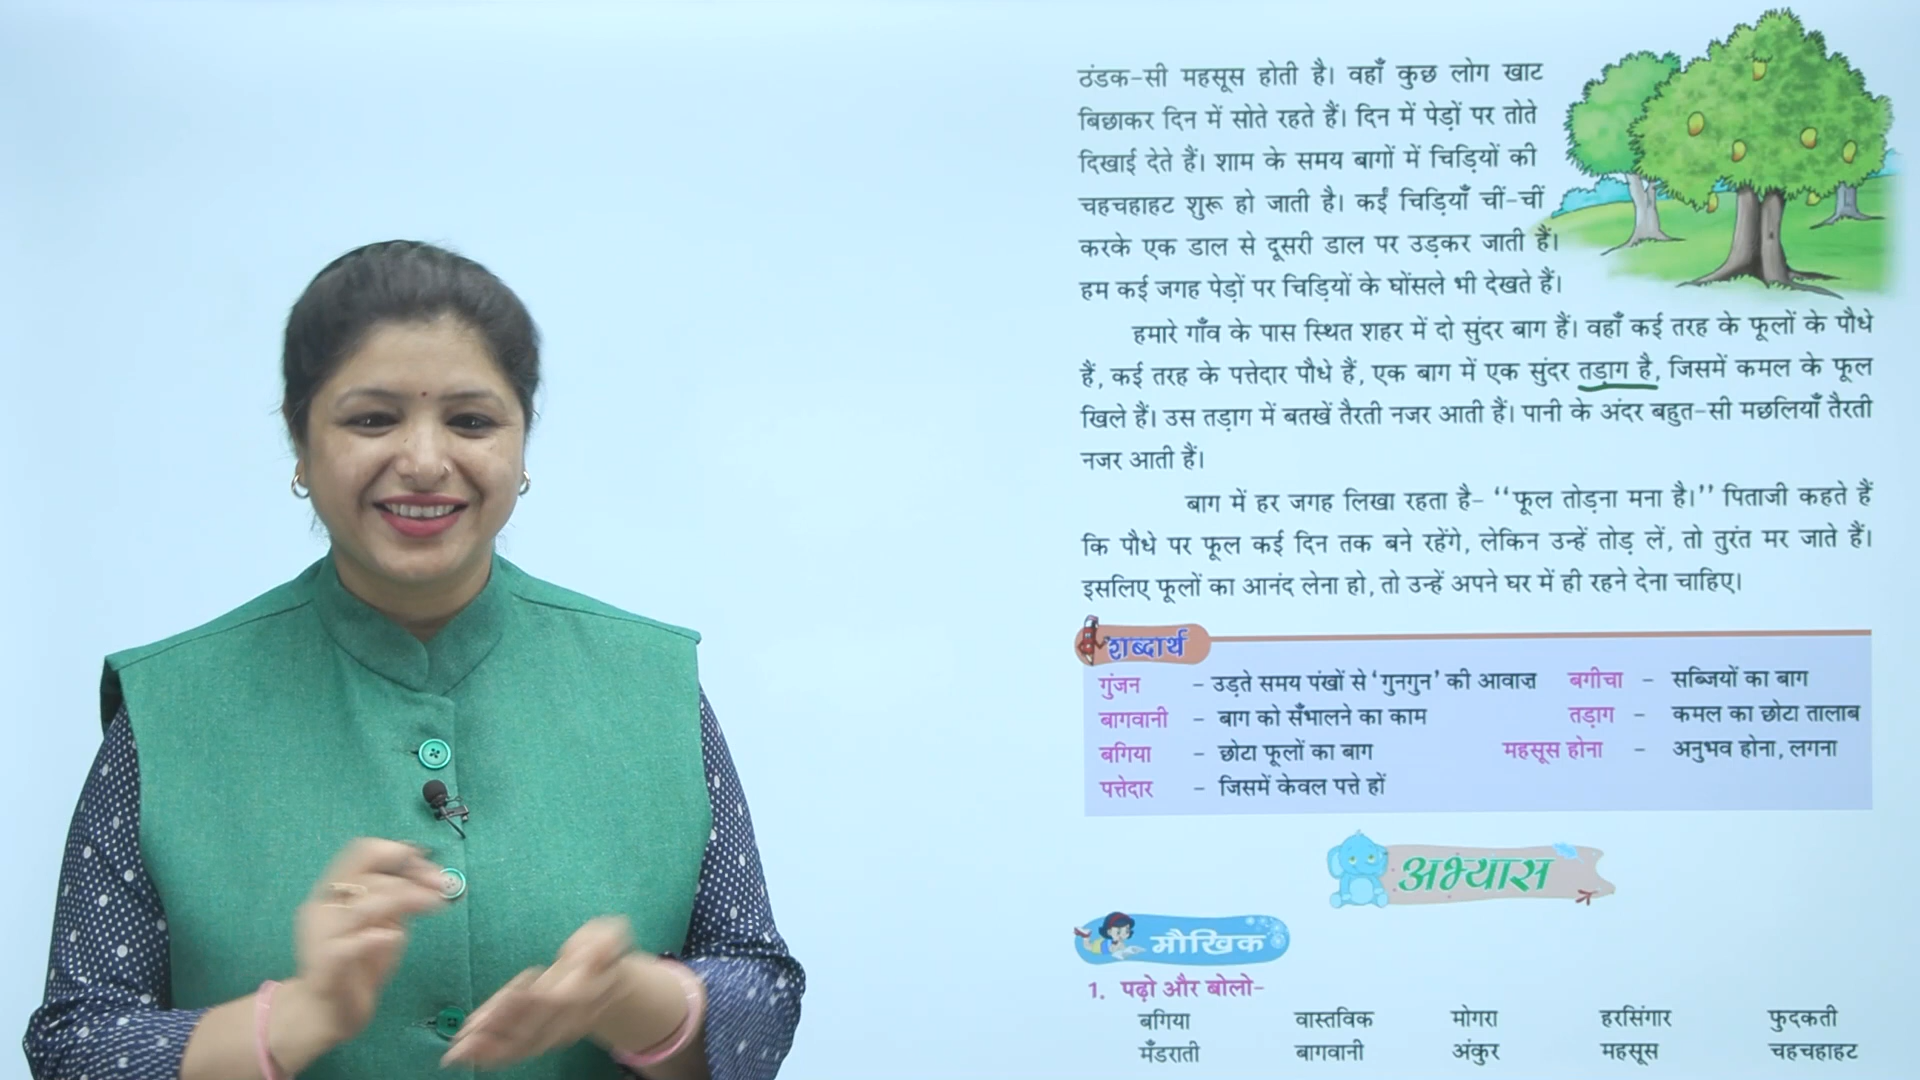 ठंडक-सी महसूस होती है। वहाँ कुछ लोग खाट
बिछाकर दिन में सोते रहते हैं। दिन में पेड़ों पर तोते
दिखाई देते हैं। शाम के समय बागों में चिड़ियों की
चहचहाहट शुरू हो जाती है। कईं चिड़ियाँ चीं-चीं
करके एक डाल से दूसरी डाल पर उड़कर जाती हैं।
हम कई जगह पेड़ों पर चिड़ियों के घोंसले भी देखते हैं।
हमारे गाँव के पास स्थित शहर में दो सुंदर बाग हैं। वहाँ कई तरह के फूलों के पौधे
हैं, कई तरह के पत्तेदार पौधे हैं, एक बाग में एक सुंदर तड़ाग है, जिसमें कमल के फूल
खिले हैं। उस तड़ाग में बतखें तैरती नजर आती हैं। पानी के अंदर बहुत-सी मछलियाँ तैरती
नजर आती हैं।
बाग में हर जगह लिखा रहता है- ‘‘फूल तोड़ना मना है।’’ पिताजी कहते हैं
कि पौधे पर फूल कई दिन तक बने रहेंगे, लेकिन उन्हें तोड़ लें, तो तुरंत मर जाते हैं।
इसलिए फूलों का आनंद लेना हो, तो उन्हें अपने घर में ही रहने देना चाहिए।
शब्दार्थ
गुंजन - उड़ते समय पंखों से ‘गुनगुन’ की आवाज़ बगीचा - सब्जियों का बाग
बागवानी - बाग को सँभालने का काम तड़ाग - कमल का छोटा तालाब
बगिया - छोटा फूलों का बाग महसूस होना - अनुभव होना, लगना
पत्तेदार - जिसमें केवल पत्ते हों
अभ्यास
मौखिक
1. पढ़ो और बोलो-
बगिया वास्तविक मोगरा हरसिंगार फुदकती
मँडराती बागवानी अंकुर महसूस चहचहाहट